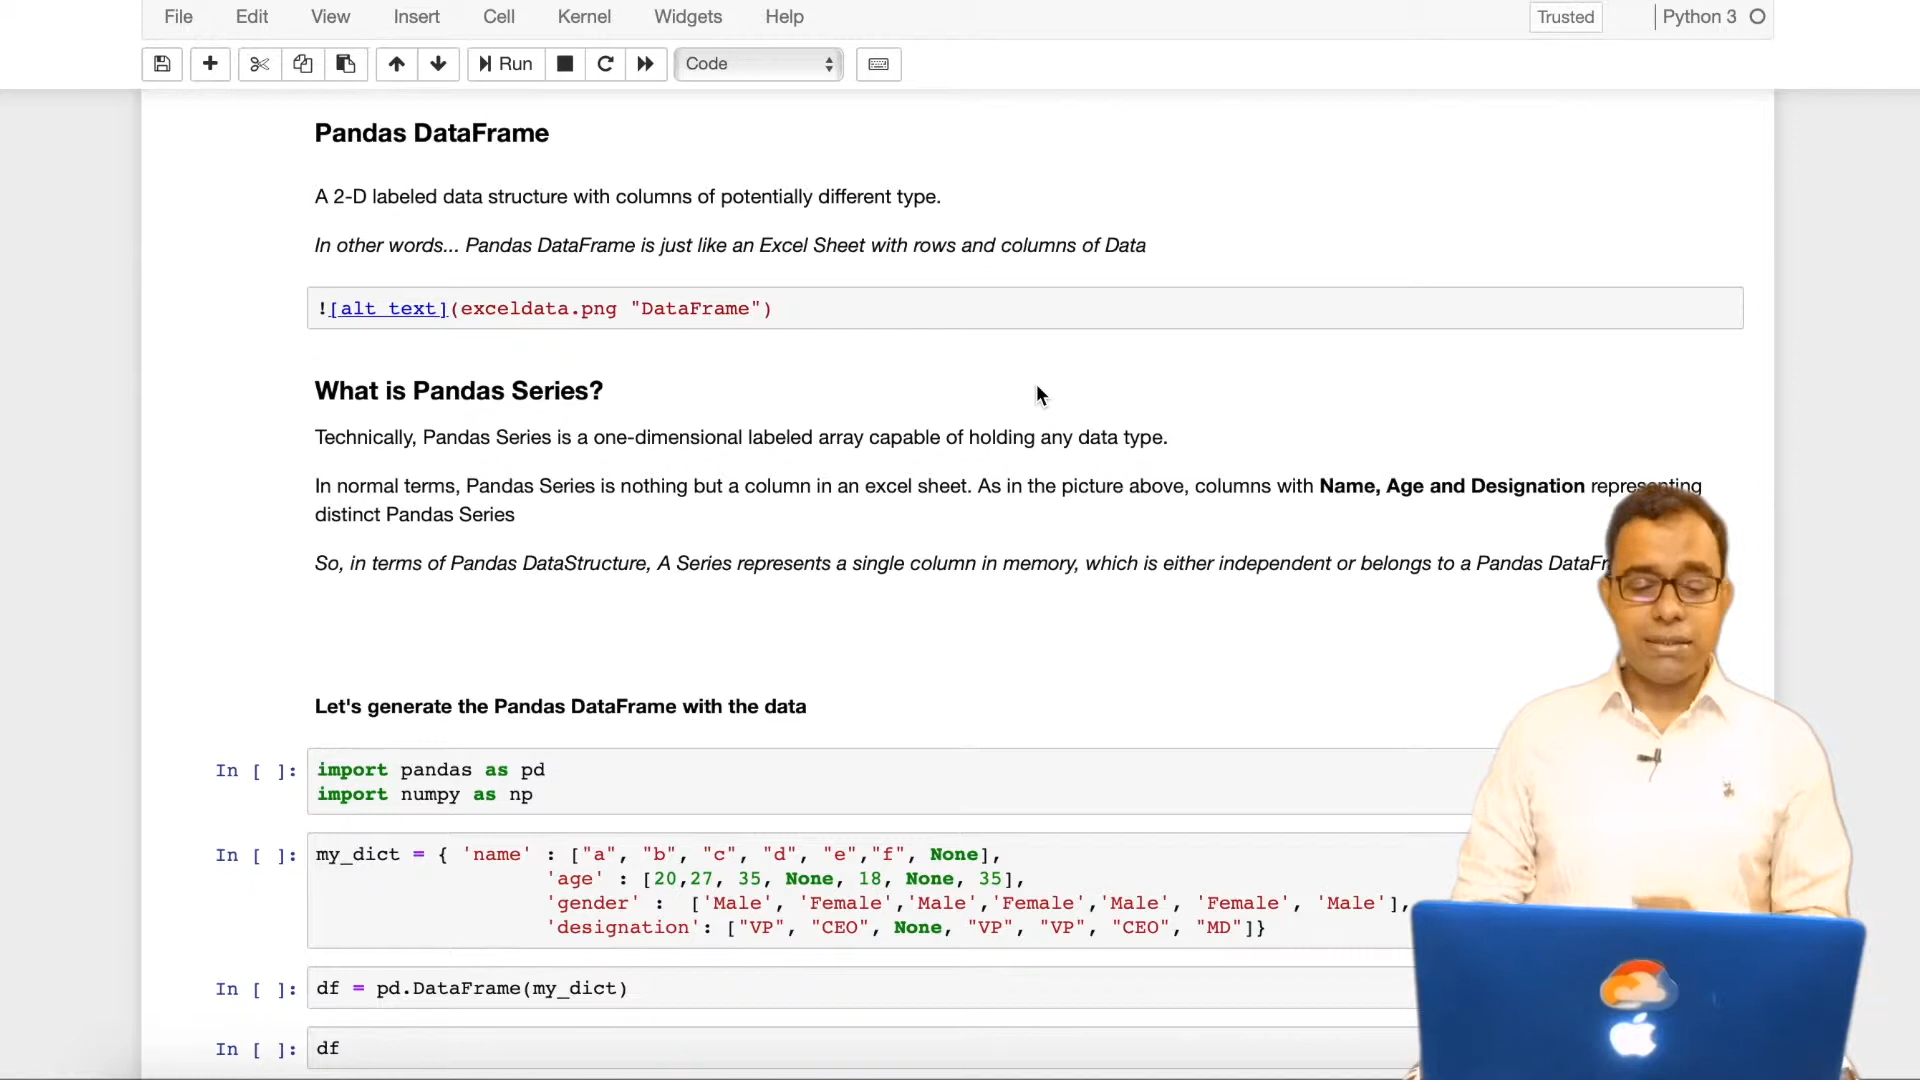 File Edit View Insert Cell Kernel Widgets Help Trusted Python 3
Run Code
Pandas DataFrame
A 2-D labeled data structure with columns of potentially different type.
In other words... Pandas DataFrame is just like an Excel Sheet with rows and columns of Data
![alt text](exceldata.png "DataFrame")
What is Pandas Series?
Technically, Pandas Series is a one-dimensional labeled array capable of holding any data type.
In normal terms, Pandas Series is nothing but a column in an excel sheet. As in the picture above, columns with Name, Age and Designation representing
distinct Pandas Series
So, in terms of Pandas DataStructure, A Series represents a single column in memory, which is either independent or belongs to a Pandas
Let's generate the Pandas DataFrame with the data
In [ ]: import pandas as pd
import numpy as np
In [ ]: my_dict = { 'name' : ["a", "b", "c", "d", "e","f", None],
'age' : [20,27, 35, None, 18, None, 35],
'gender' : ['Male', 'Female','Male','Female','Male', 'Female', 'Male'],
'designation': ["VP", "CEO", None, "VP", "VP", "CEO", "MD"]}
In [ ]: df = pd.DataFrame(my_dict)
In [ ]: df